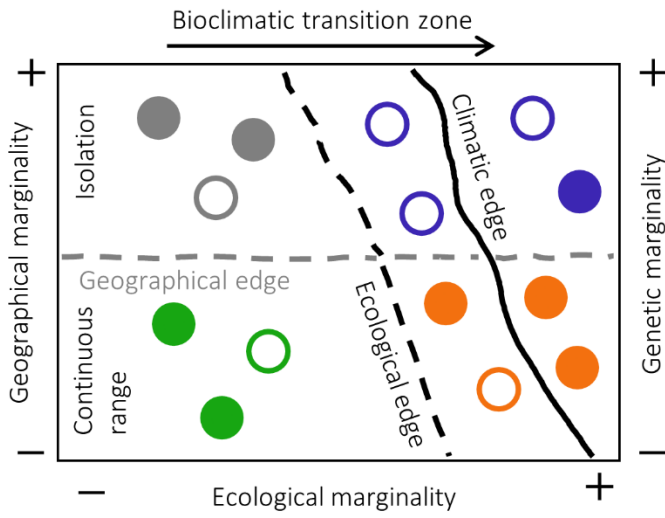 Bioclimatic transition zone
+
+
Geographical marginality
Isolation
Climatic edge
Genetic marginality
Geographical edge
Continuous
range
Ecological edge
−
−
−
+
Ecological marginality